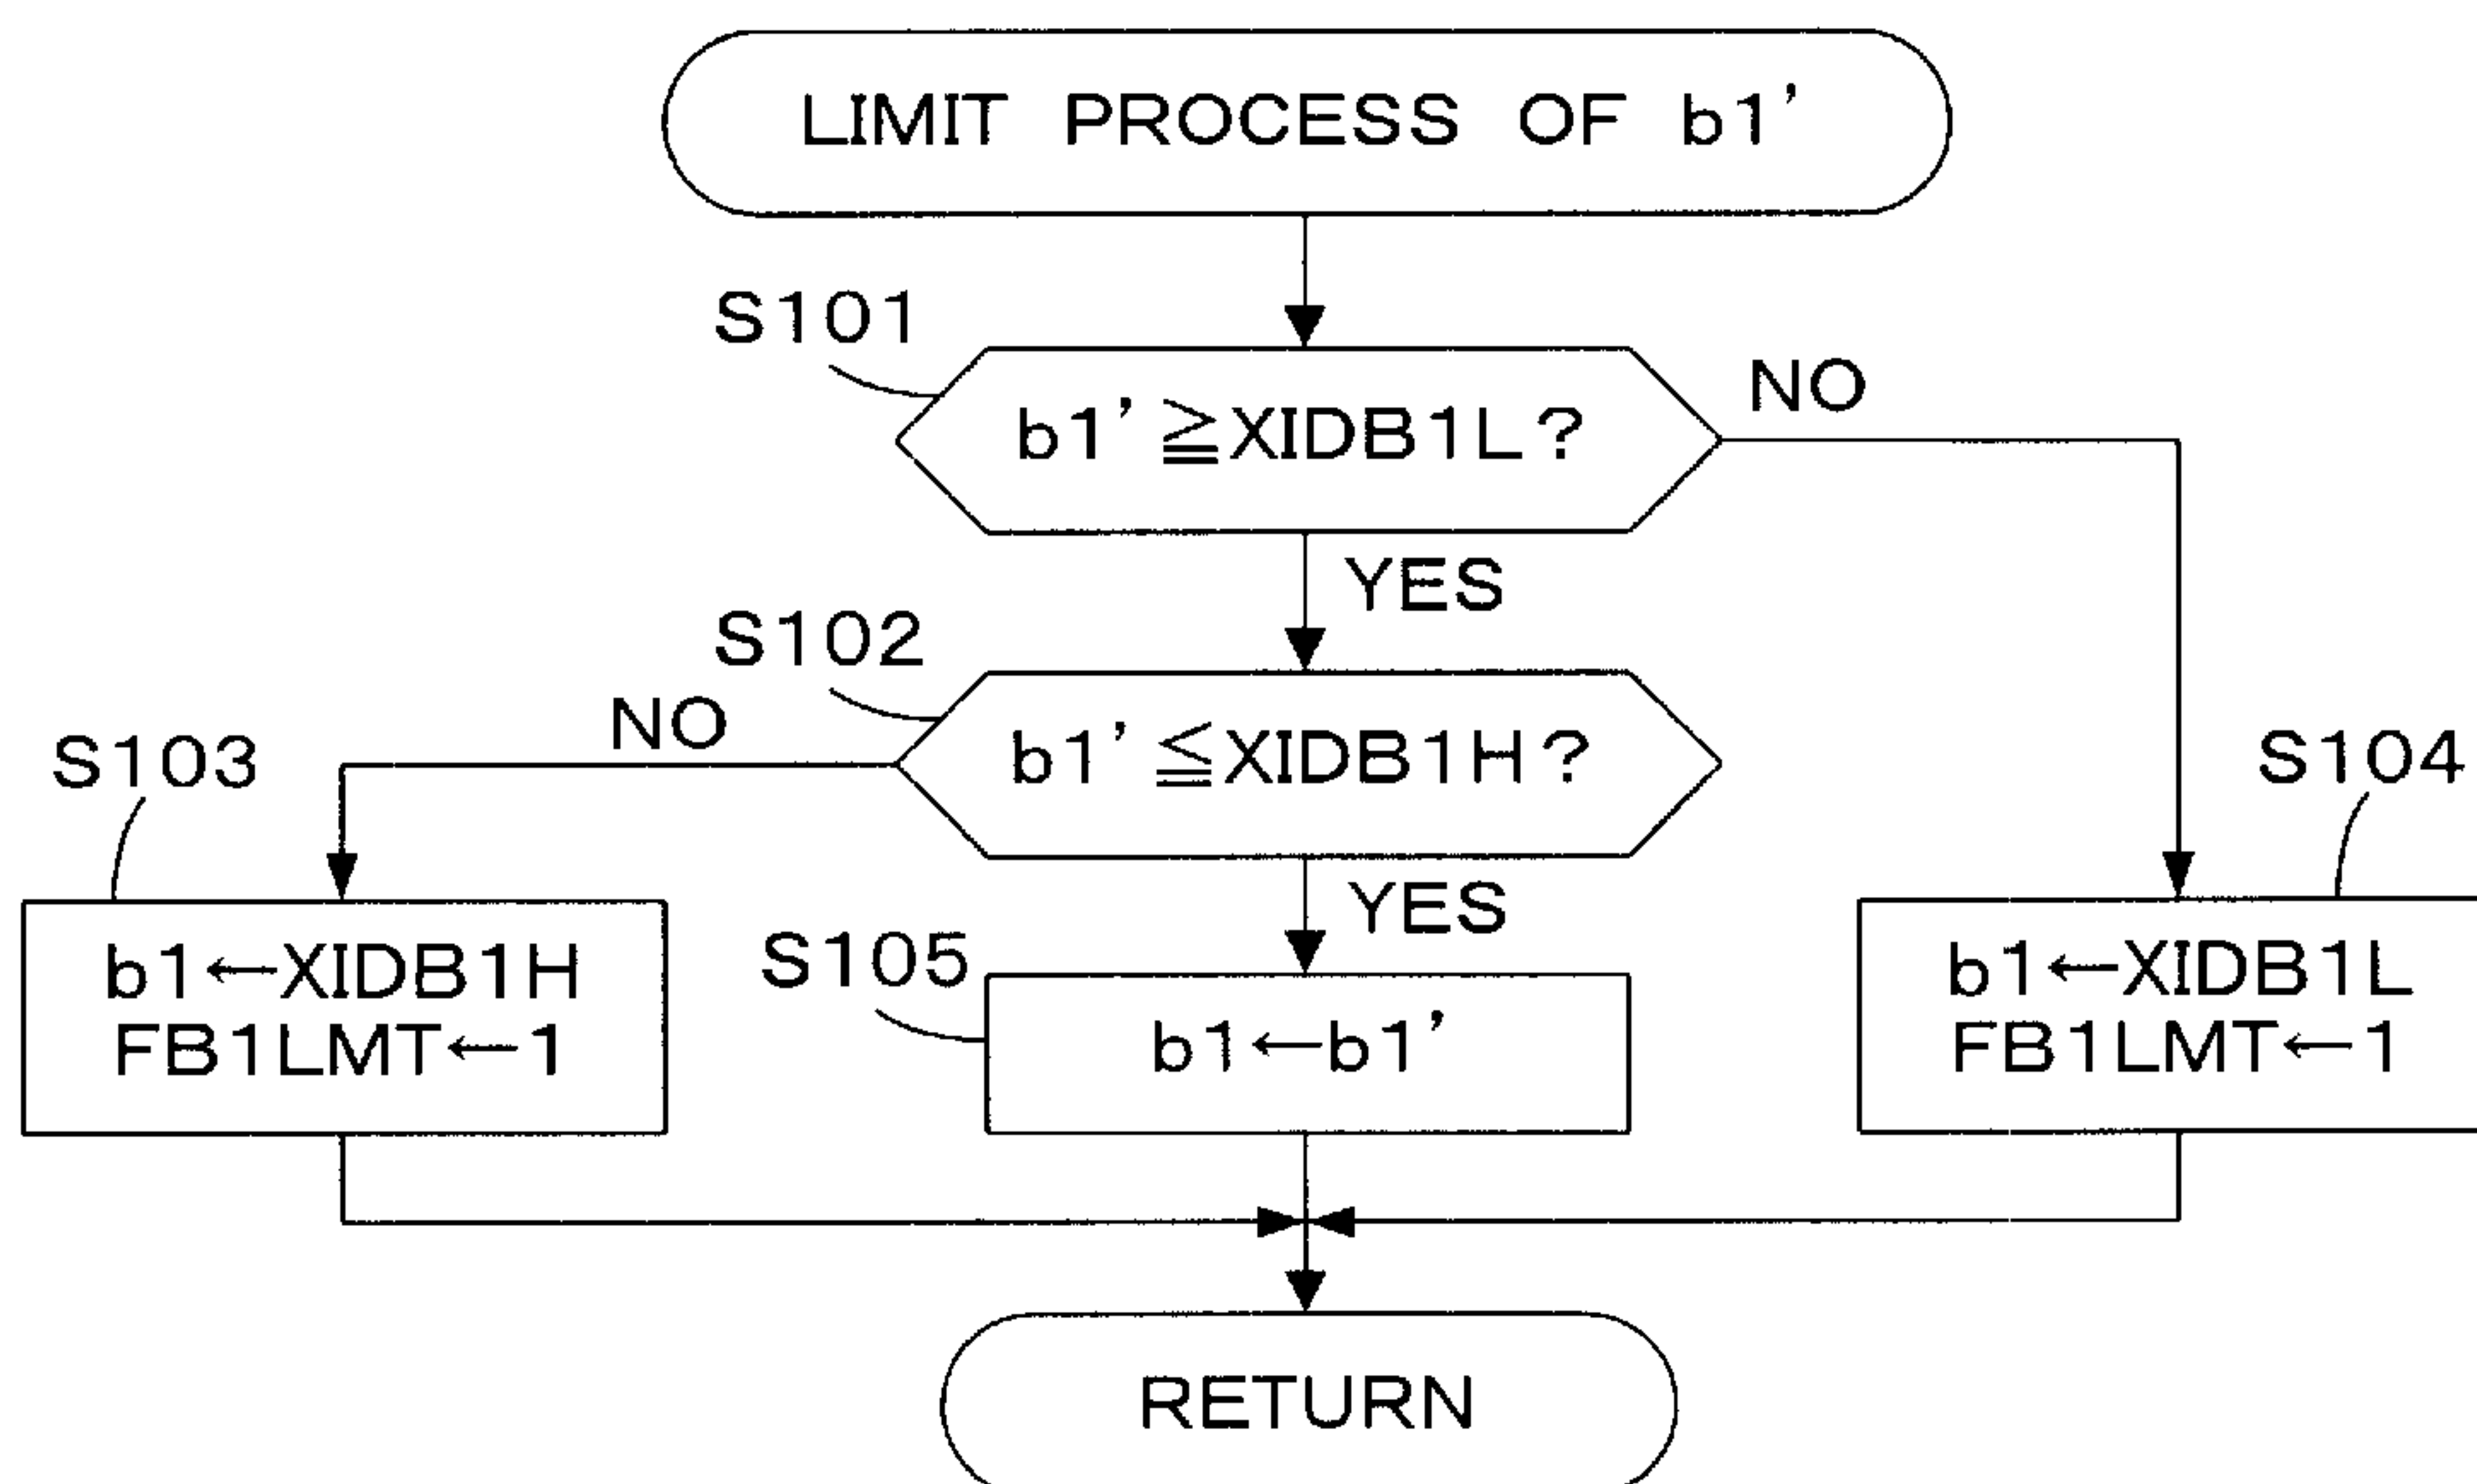 LIMIT PROCESS OF b1'
S101
b1'≧XIDB1L?
NO
YES
S102
b1'≦XIDB1H?
NO
YES
S103
b1←XIDB1H
FB1LMT←1
S105
b1←b1'
S104
b1←XIDB1L
FB1LMT←1
RETURN